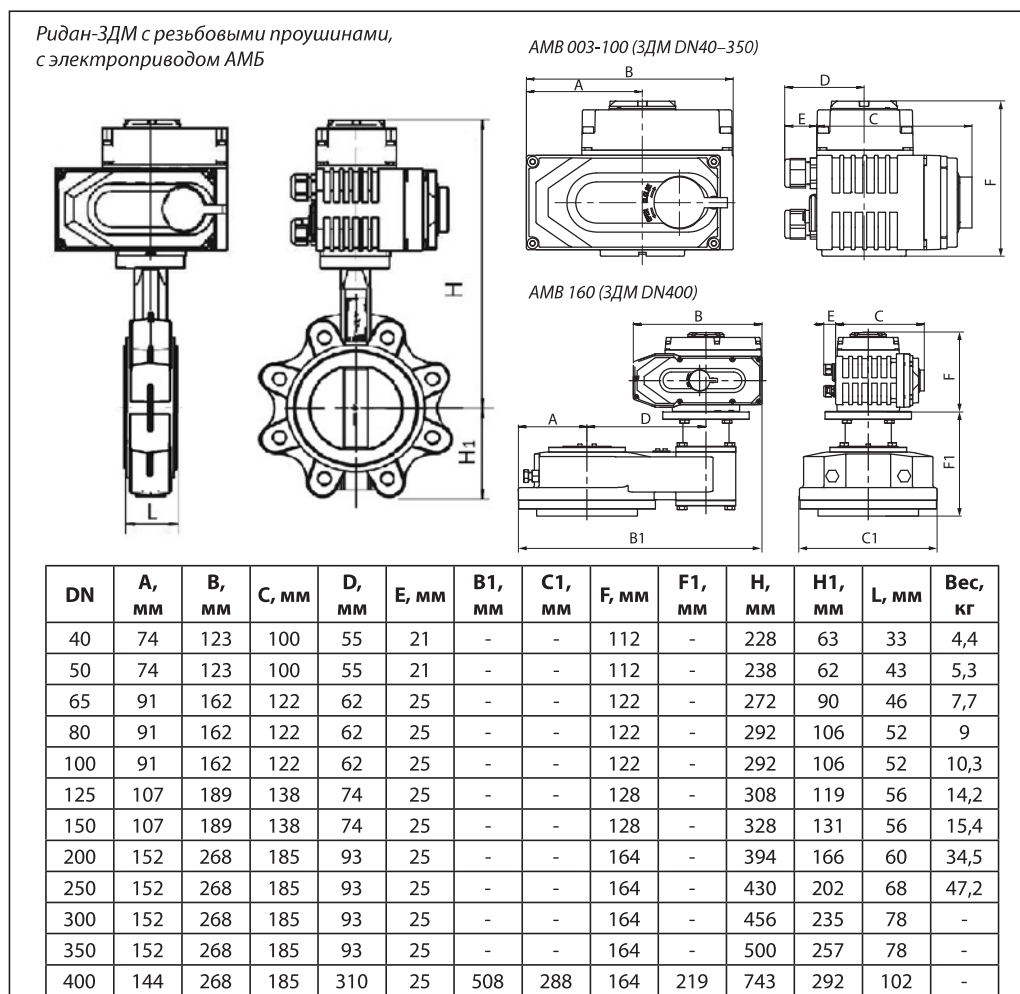 Ридан-ЗДМ с резьбовыми проушинами,
с электроприводом АМБ
АМВ 003-100 (ЗДМ DN40–350)
B
A
D
E
C
F
H
H1
L
АМВ 160 (ЗДМ DN400)
B
E
C
F
A
D
F1
B1
C1
DN A, мм B, мм C, мм D, мм E, мм B1, мм C1, мм F, мм F1, мм H, мм H1, мм L, мм Вес, кг
40 74 123 100 55 21 - - 112 - 228 63 33 4,4
50 74 123 100 55 21 - - 112 - 238 62 43 5,3
65 91 162 122 62 25 - - 122 - 272 90 46 7,7
80 91 162 122 62 25 - - 122 - 292 106 52 9
100 91 162 122 62 25 - - 122 - 292 106 52 10,3
125 107 189 138 74 25 - - 128 - 308 119 56 14,2
150 107 189 138 74 25 - - 128 - 328 131 56 15,4
200 152 268 185 93 25 - - 164 - 394 166 60 34,5
250 152 268 185 93 25 - - 164 - 430 202 68 47,2
300 152 268 185 93 25 - - 164 - 456 235 78 -
350 152 268 185 93 25 - - 164 - 500 257 78 -
400 144 268 185 310 25 508 288 164 219 743 292 102 -